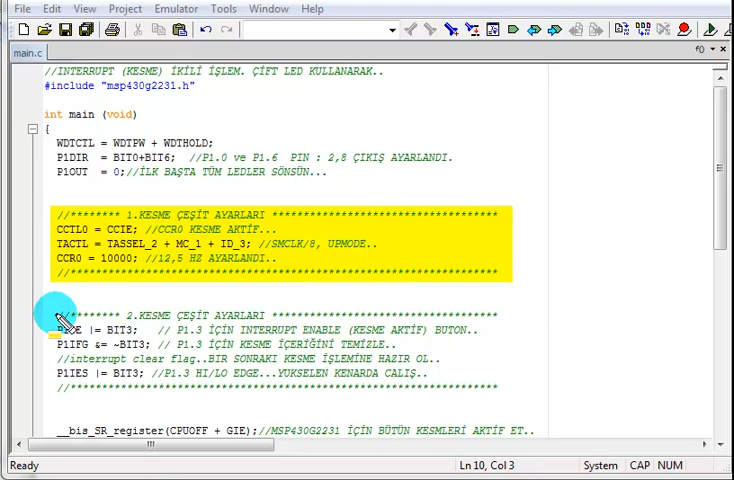 File Edit View Project Emulator Tools Window Help
main.c
f0
//INTERRUPT (KESME) İKİLİ İŞLEM. ÇİFT LED KULLANARAK..
#include "msp430g2231.h"
int main (void)
{
WDTCTL = WDTPW + WDTHOLD;
P1DIR = BIT0+BIT6; //P1.0 ve P1.6 PIN : 2,8 ÇIKIŞ AYARLANDI.
P1OUT = 0;//İLK BAŞTA TÜM LEDLER SÖNSÜN...
//******** 1.KESME ÇEŞİT AYARLARI ************************************
CCTL0 = CCIE; //CCR0 KESME AKTİF...
TACTL = TASSEL_2 + MC_1 + ID_3; //SMCLK/8, UPMODE..
CCR0 = 10000; //12,5 HZ AYARLANDI..
//***********************************************************
//******** 2.KESME ÇEŞİT AYARLARI ************************************
|= BIT3; // P1.3 İÇİN INTERRUPT ENABLE (KESME AKTİF) BUTON..
P1IFG &= ~BIT3; // P1.3 İÇİN KESME İÇERİĞİNİ TEMİZLE..
//interrupt clear flag..BIR SONRAKI KESME İŞLEMINE HAZIR OL..
P1IES |= BIT3; //P1.3 HI/LO EDGE...YUKSELEN KENARDA CALIŞ..
//***********************************************************
__bis_SR_register(CPUOFF + GIE);//MSP430G2231 İÇİN BÜTÜN KESMLERİ AKTİF ET..
Ready Ln 10, Col 3 System CAP NUM